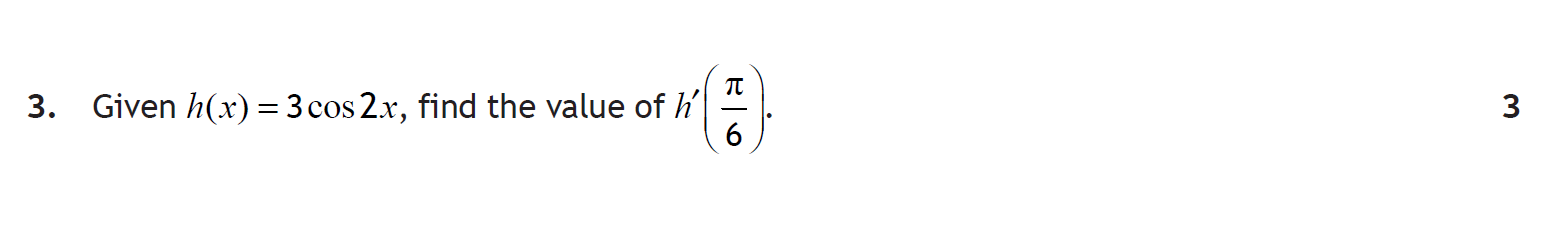 3. Given h(x) = 3cos2x, find the value of h′(π/6). 3